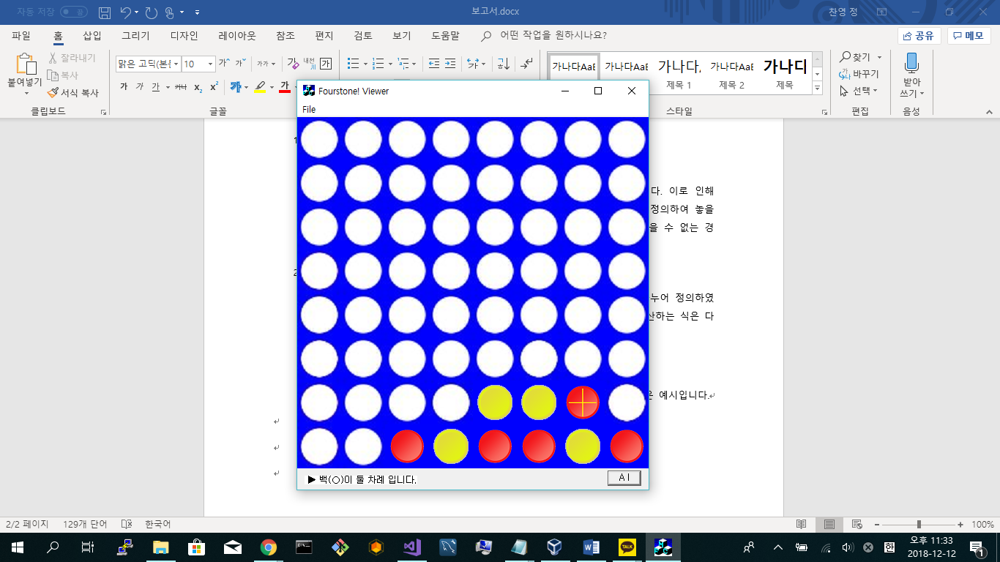 자동 저장 끔
보고서.docx
찬영 정
파일 홈 삽입 그리기 디자인 레이아웃 참조 편지 검토 보기 도움말 어떤 작업을 원하시나요? 공유 메모
붙여넣기
잘라내기
복사
서식 복사
클립보드
맑은 고딕(본문 10
가 가 가 가나 x₂ x² 가 가
글꼴
가나다AaB 가나다AaB 가나다, 가나다AaB 가나디
제목 1 제목 2 제목
스타일
찾기
바꾸기
선택
편집
받아
쓰기
음성
Fourstone! Viewer
File
다. 이로 인해
정의하여 놓을
을 수 없는 경
누어 정의하였
산하는 식은 다
은 예시입니다.
▶ 백(○)이 둘 차례 입니다.
A I
2/2 페이지 129개 단어 한국어 100%
TALK
한
오후 11:33
2018-12-12
1